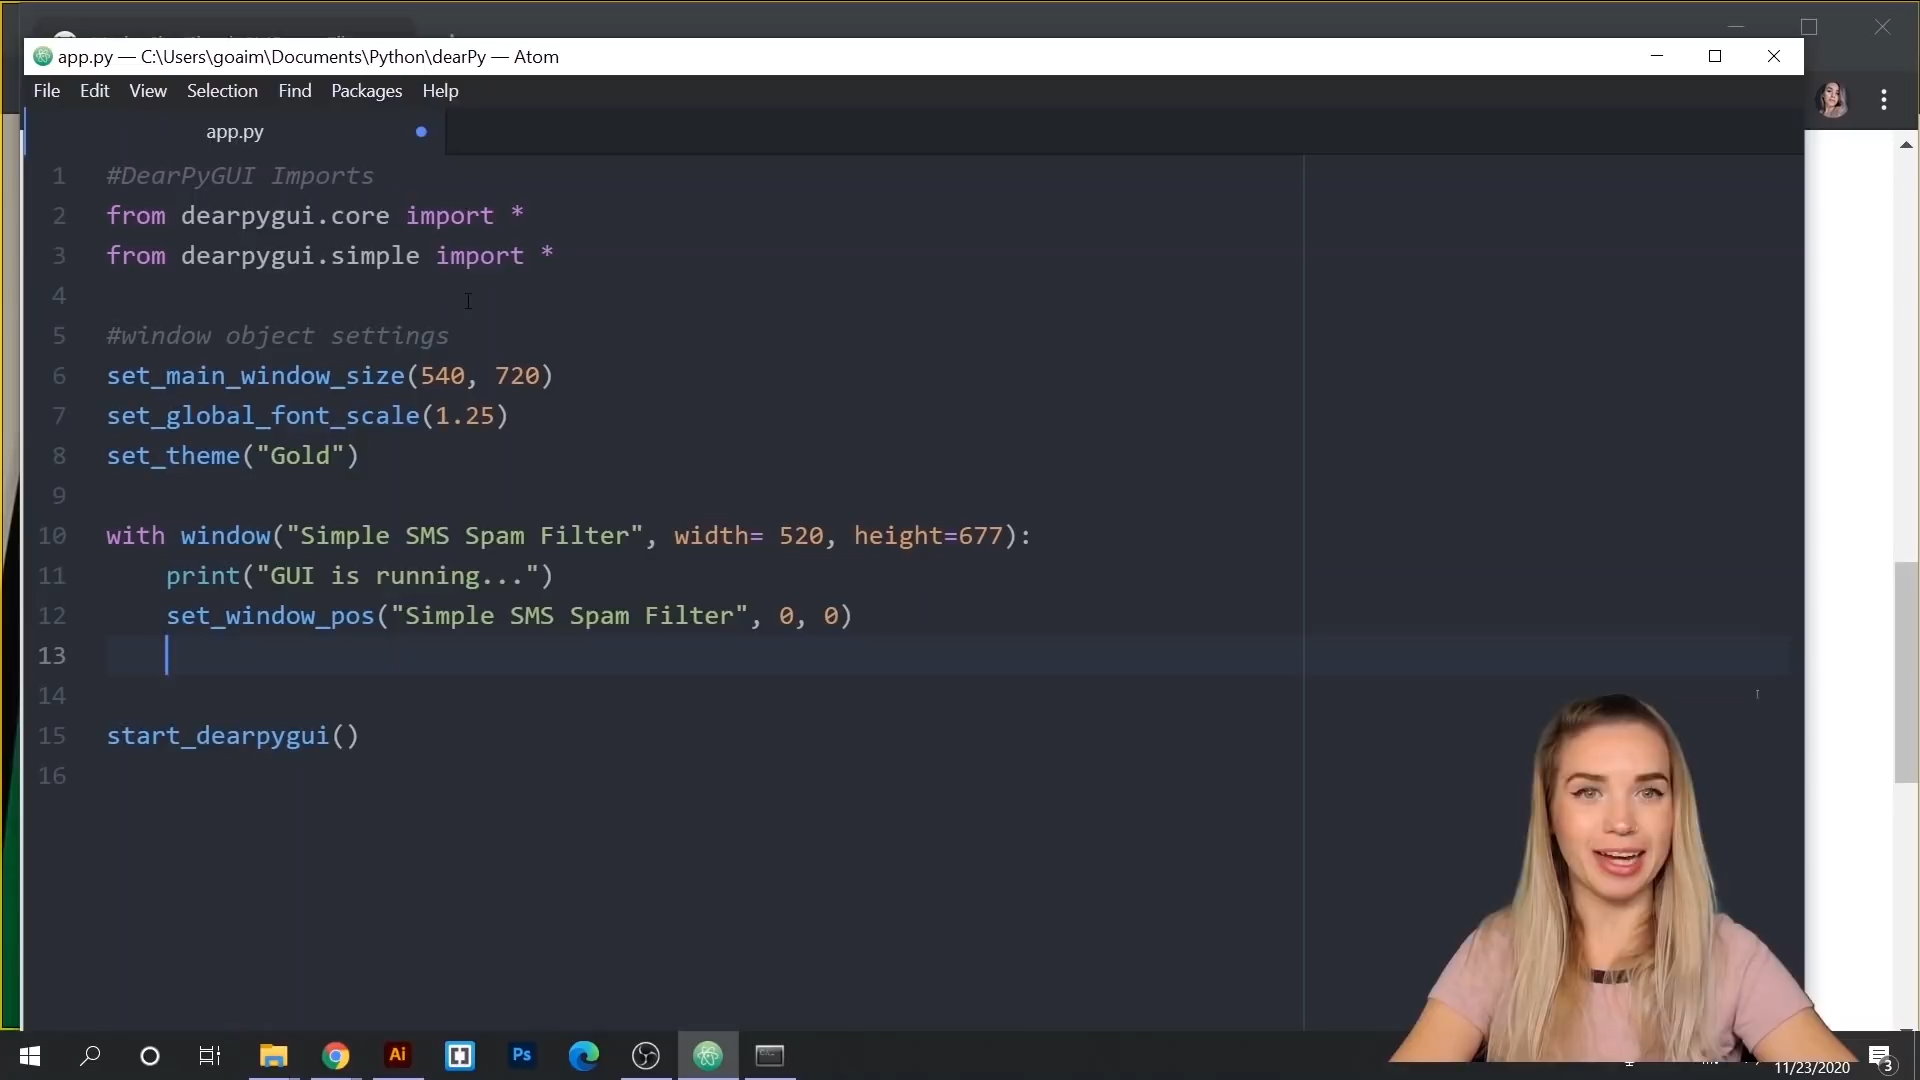 app.py — C:\Users\goaim\Documents\Python\dearPy — Atom
File Edit View Selection Find Packages Help
app.py
1 #DearPyGUI Imports
2 from dearpygui.core import *
3 from dearpygui.simple import *
4
5 #window object settings
6 set_main_window_size(540, 720)
7 set_global_font_scale(1.25)
8 set_theme("Gold")
9
10 with window("Simple SMS Spam Filter", width= 520, height=677):
11 print("GUI is running...")
12 set_window_pos("Simple SMS Spam Filter", 0, 0)
13
14
15 start_dearpygui()
16
Ai
Ps
11/23/2020
3